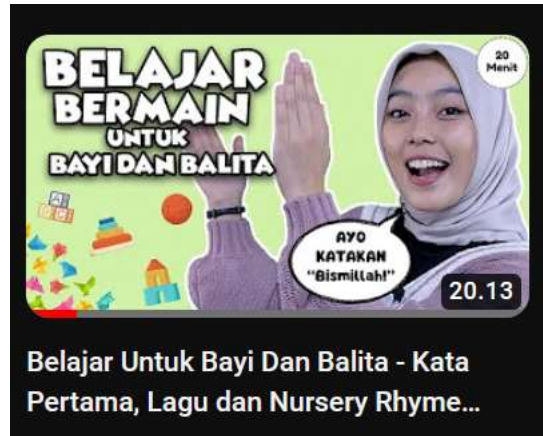 BELAJAR
BERMAIN
UNTUK
BAYI DAN BALITA
20
Menit
AYO
KATAKAN
"Bismillah!"
20.13
Belajar Untuk Bayi Dan Balita - Kata
Pertama, Lagu dan Nursery Rhyme...